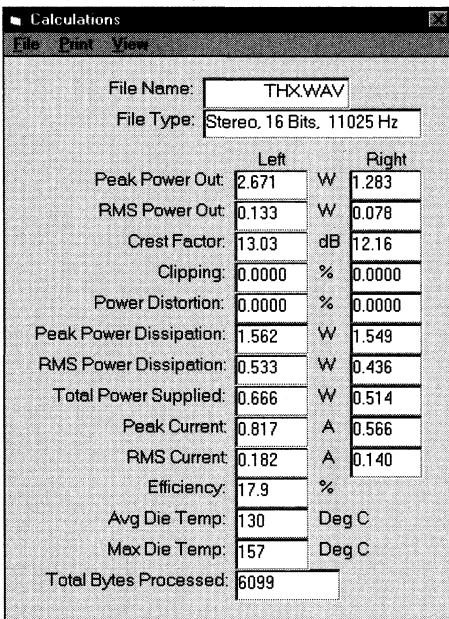 Calculations
File Print View
File Name: THX.WAV
File Type: Stereo, 16 Bits, 11025 Hz
Left Right
Peak Power Out: 2.671 W 1.283
RMS Power Out: 0.133 W 0.078
Crest Factor: 13.03 dB 12.16
Clipping: 0.0000 % 0.0000
Power Distortion: 0.0000 % 0.0000
Peak Power Dissipation: 1.562 W 1.549
RMS Power Dissipation: 0.533 W 0.436
Total Power Supplied: 0.666 W 0.514
Peak Current: 0.817 A 0.566
RMS Current: 0.182 A 0.140
Efficiency: 17.9 %
Avg Die Temp: 130 Deg C
Max Die Temp: 157 Deg C
Total Bytes Processed: 6099